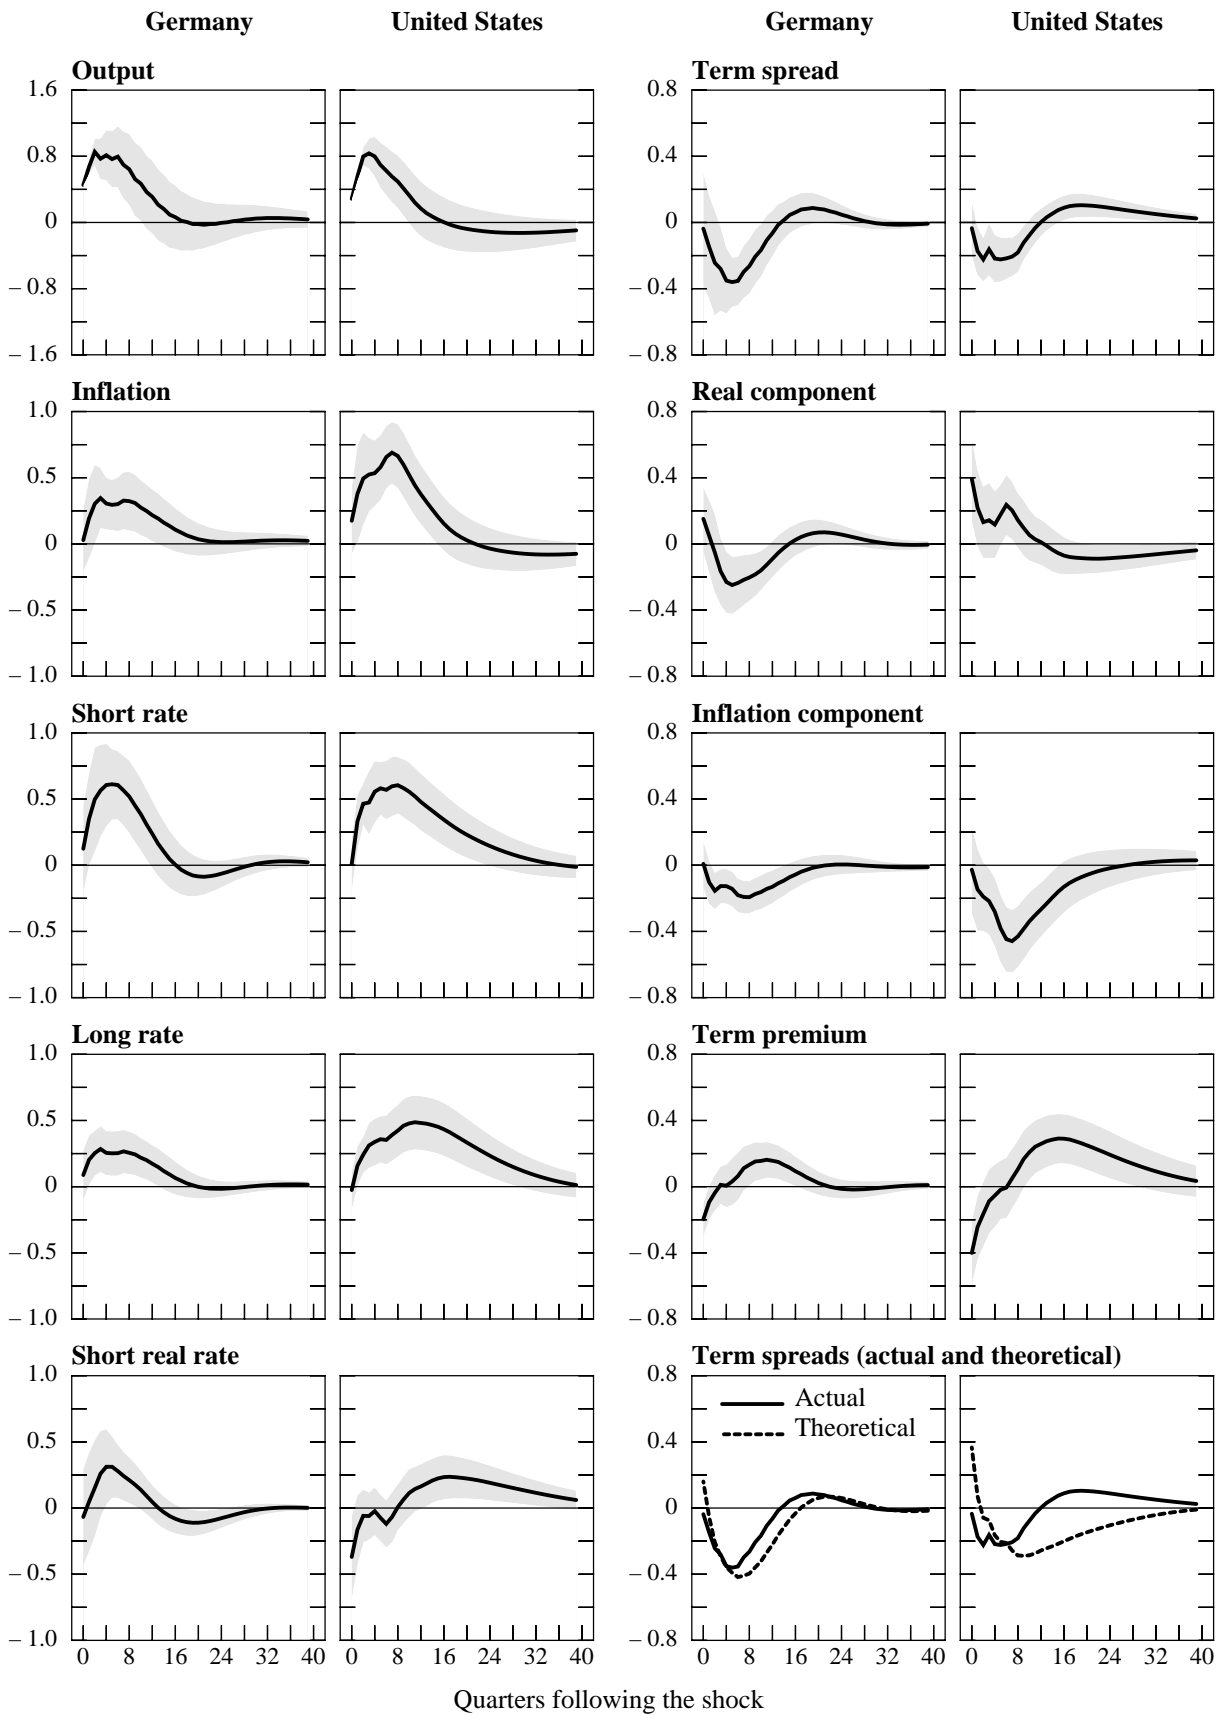 Germany United States Germany United States
Output Term spread
1.6 0.8
0.8 0.4
0 0
– 0.8 – 0.4
– 1.6 – 0.8
Inflation Real component
1.0 0.8
0.5 0.4
0 0
– 0.5 – 0.4
– 1.0 – 0.8
Short rate Inflation component
1.0 0.8
0.5 0.4
0 0
– 0.5 – 0.4
– 1.0 – 0.8
Long rate Term premium
1.0 0.8
0.5 0.4
0 0
– 0.5 – 0.4
– 1.0 – 0.8
Short real rate Term spreads (actual and theoretical)
1.0 0.8
Actual
Theoretical
0.5 0.4
0 0
– 0.5 – 0.4
– 1.0 – 0.8
0 8 16 24 32 40 0 8 16 24 32 40 0 8 16 24 32 40 0 8 16 24 32 40
Quarters following the shock